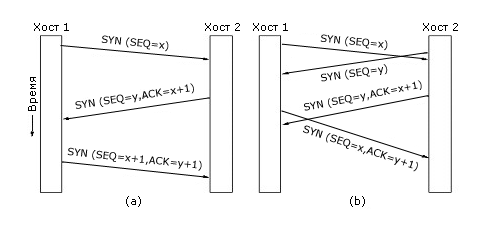 Хост 1
Хост 2
SYN (SEQ=x)
SYN (SEQ=y,ACK=x+1)
SYN (SEQ=x+1,ACK=y+1)
Время
(a)
Хост 1
Хост 2
SYN (SEQ=x)
SYN (SEQ=y)
SYN (SEQ=y,ACK=x+1)
SYN (SEQ=x,ACK=y+1)
(b)